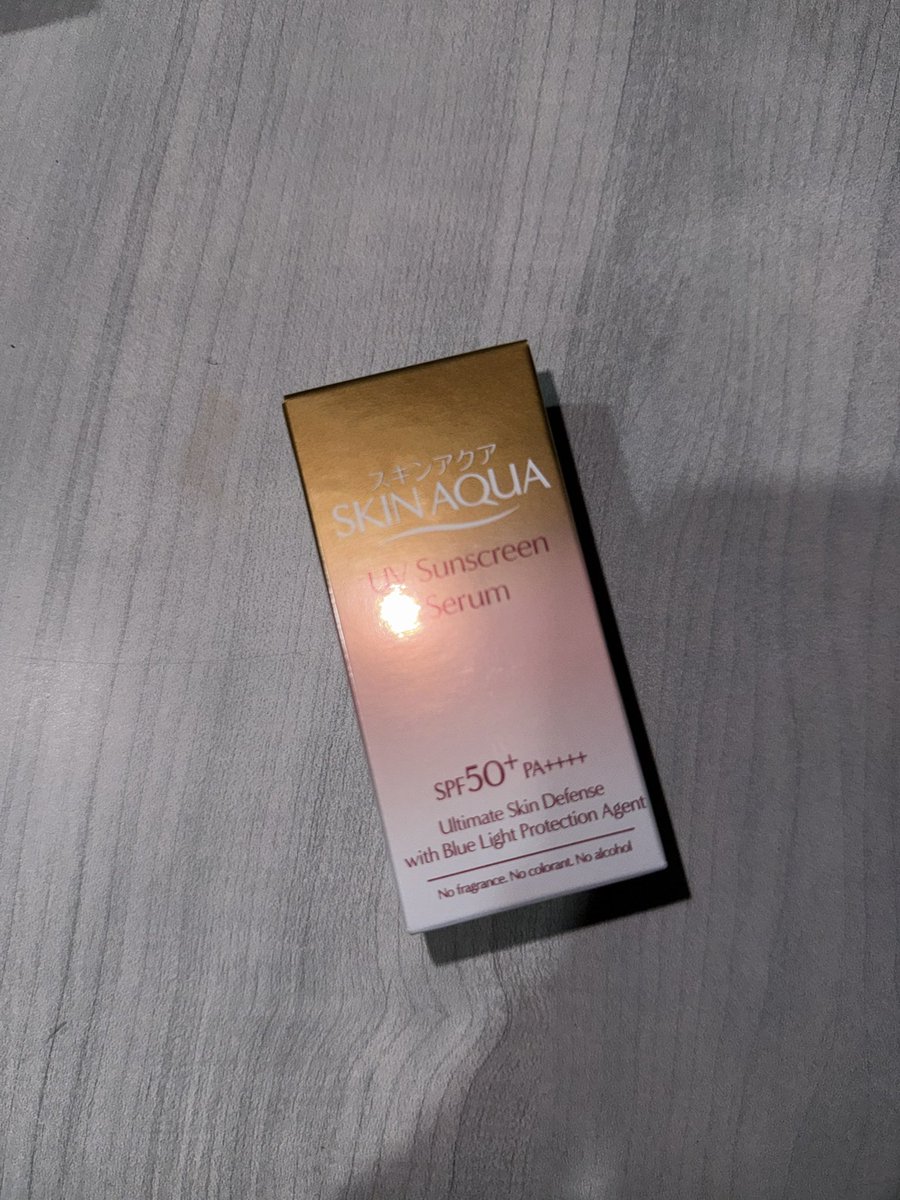 スキンアクア
SKIN AQUA
UV Sunscreen
Serum
SPF50+ PA++++
Ultimate Skin Defense
with Blue Light Protection Agent
No fragrance. No colorant. No alcohol